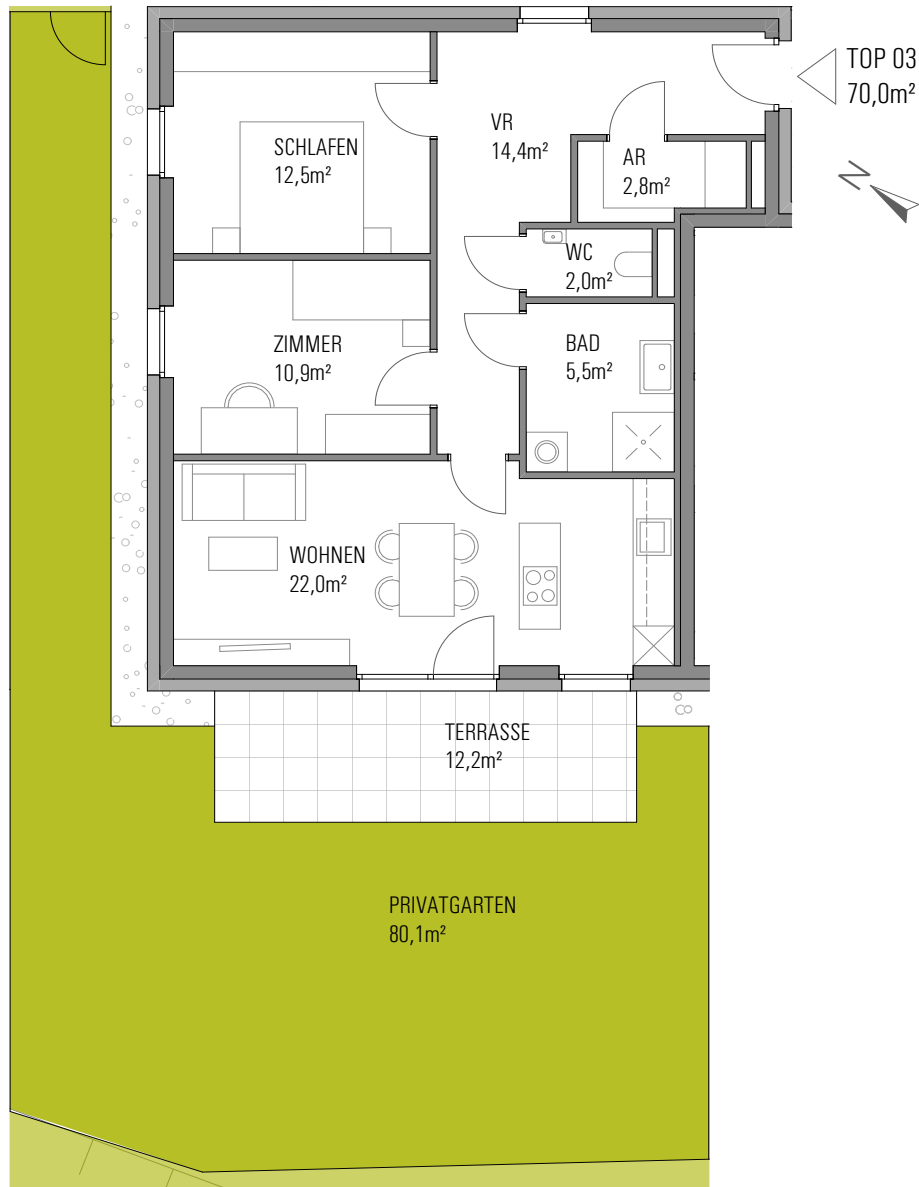 TOP 03
70,0m²
N
SCHLAFEN
12,5m²
VR
14,4m²
AR
2,8m²
WC
2,0m²
ZIMMER
10,9m²
BAD
5,5m²
WOHNEN
22,0m²
TERRASSE
12,2m²
PRIVATGARTEN
80,1m²